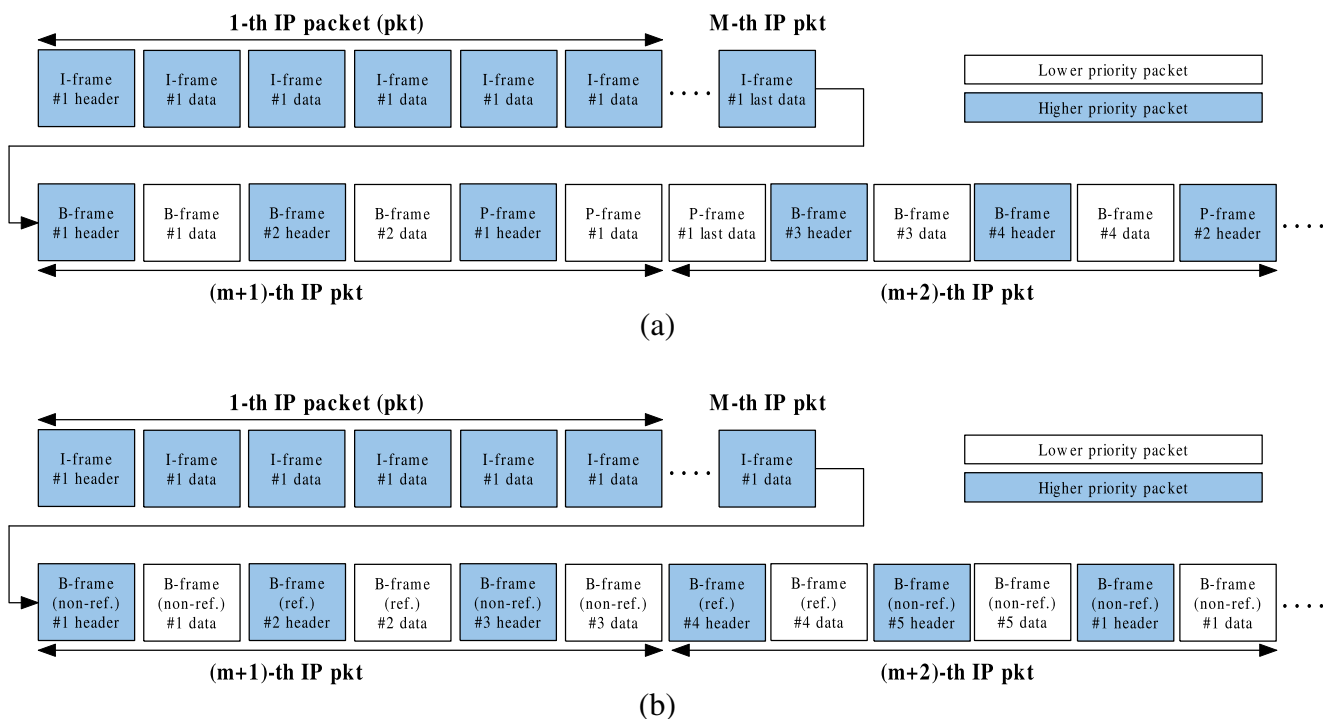 1-th IP packet (pkt)
M-th IP pkt
I-frame
#1 header
I-frame
#1 data
I-frame
#1 data
I-frame
#1 data
I-frame
#1 data
I-frame
#1 data
. . . .
I-frame
#1 last data
Lower priority packet
Higher priority packet
B-frame
#1 header
B-frame
#1 data
B-frame
#2 header
B-frame
#2 data
P-frame
#1 header
P-frame
#1 data
P-frame
#1 last data
B-frame
#3 header
B-frame
#3 data
B-frame
#4 header
B-frame
#4 data
P-frame
#2 header
. . . .
(m+1)-th IP pkt
(m+2)-th IP pkt
(a)
1-th IP packet (pkt)
M-th IP pkt
I-frame
#1 header
I-frame
#1 data
I-frame
#1 data
I-frame
#1 data
I-frame
#1 data
I-frame
#1 data
. . . .
I-frame
#1 data
Lower priority packet
Higher priority packet
B-frame
(non-ref.)
#1 header
B-frame
(non-ref.)
#1 data
B-frame
(ref.)
#2 header
B-frame
(ref.)
#2 data
B-frame
(non-ref.)
#3 header
B-frame
(non-ref.)
#3 data
B-frame
(ref.)
#4 header
B-frame
(ref.)
#4 data
B-frame
(non-ref.)
#5 header
B-frame
(non-ref.)
#5 data
B-frame
(non-ref.)
#1 header
B-frame
(non-ref.)
#1 data
. . . .
(m+1)-th IP pkt
(m+2)-th IP pkt
(b)